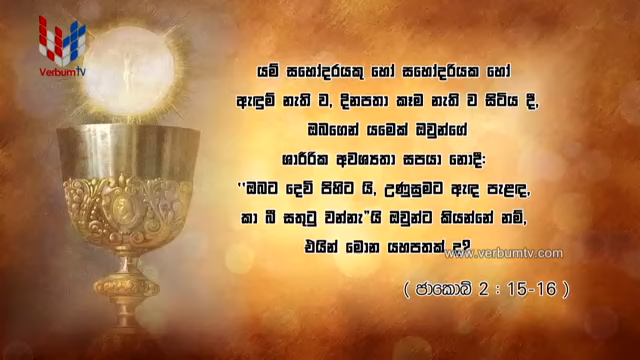 VerbumTV
යම් සහෝදරයකු හෝ සහෝදරියක හෝ
ඇඳුම් නැති ව, දිනපතා කෑම නැති ව සිටිය දී,
ඔබගෙන් යමෙක් ඔවුන්ගේ
ශාරීරික අවශ්‍යතා සපයා නොදී:
"ඔබට දෙවි පිහිට යි, උණුසුමට ඇඳ පැළඳ,
කා බී සතුටු වන්නැ"යි ඔවුන්ට කියන්නේ නම්,
එයින් මොන යහපතක් ද?
www.verbumtv.com
( ජාකොබ් 2 : 15-16 )